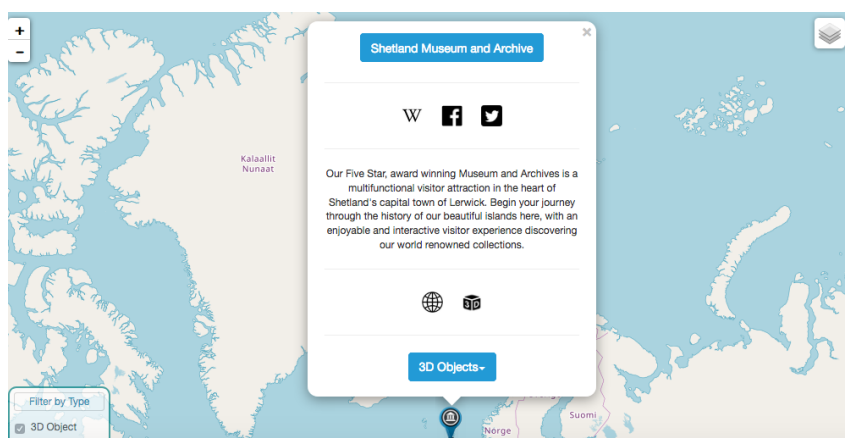 +
−
Shetland Museum and Archive
×
W
Kalaallit
Nunaat
Our Five Star, award winning Museum and Archives is a
multifunctional visitor attraction in the heart of
Shetland's capital town of Lerwick. Begin your journey
through the history of our beautiful islands here, with an
enjoyable and interactive visitor experience discovering
our world renowned collections.
3D
3D Objects
Filter by Type
3D Object
Suomi
Norge